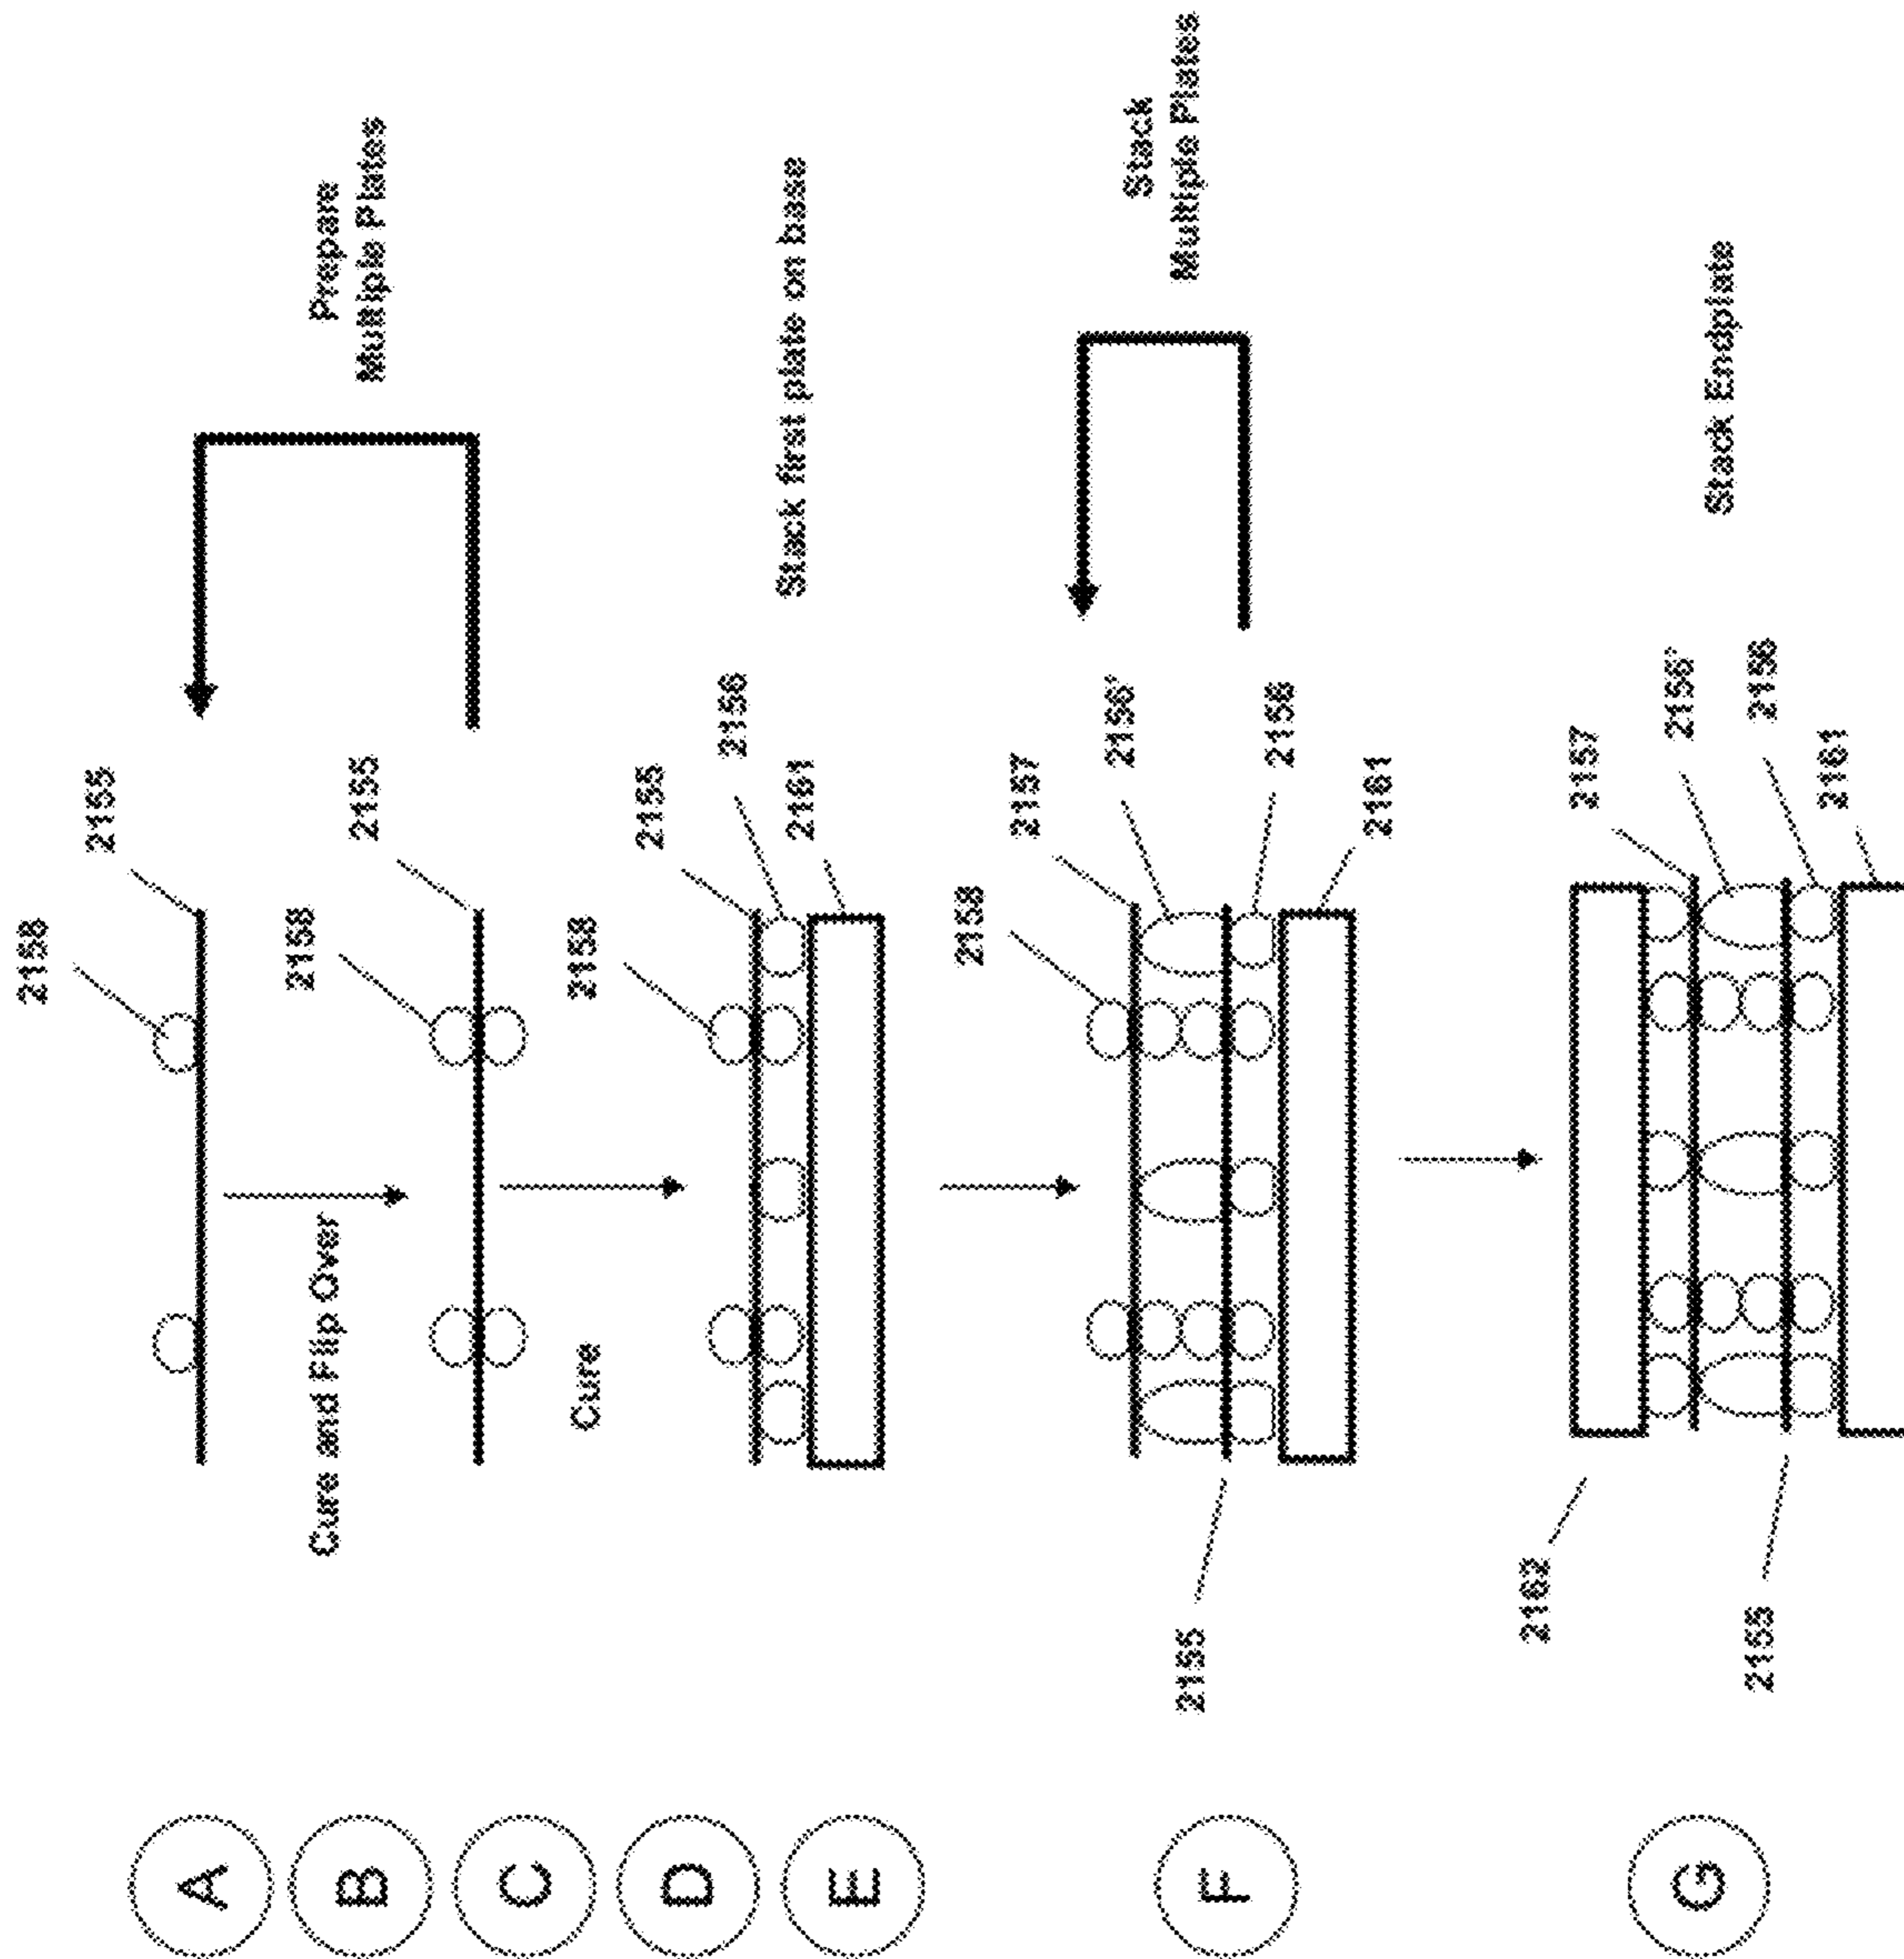 2158
2155
A
2158
Cure and Flip Over
Prepare
Multiple Plates
B
2155
C
Cure
2158
2155
D
2156
2161
Stack first plate on base
E
2158
2157
2156'
Stack
Multiple Plates
2155
F
2156
2161
2162
2157
2156'
G
Stack Endplate
2155
2156
2161